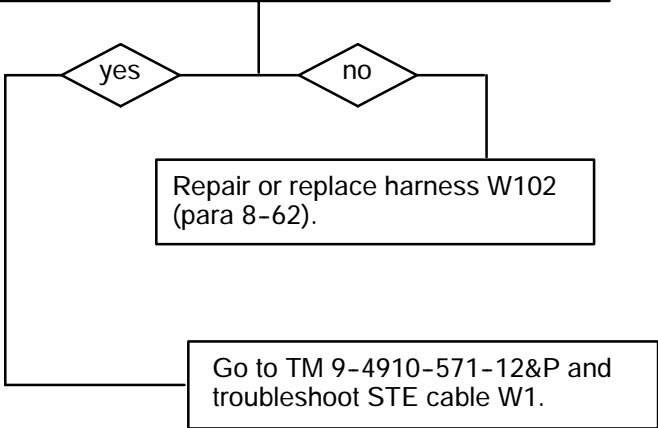 yes
no
Repair or replace harness W102
(para 8-62).
Go to TM 9-4910-571-12&P and
troubleshoot STE cable W1.